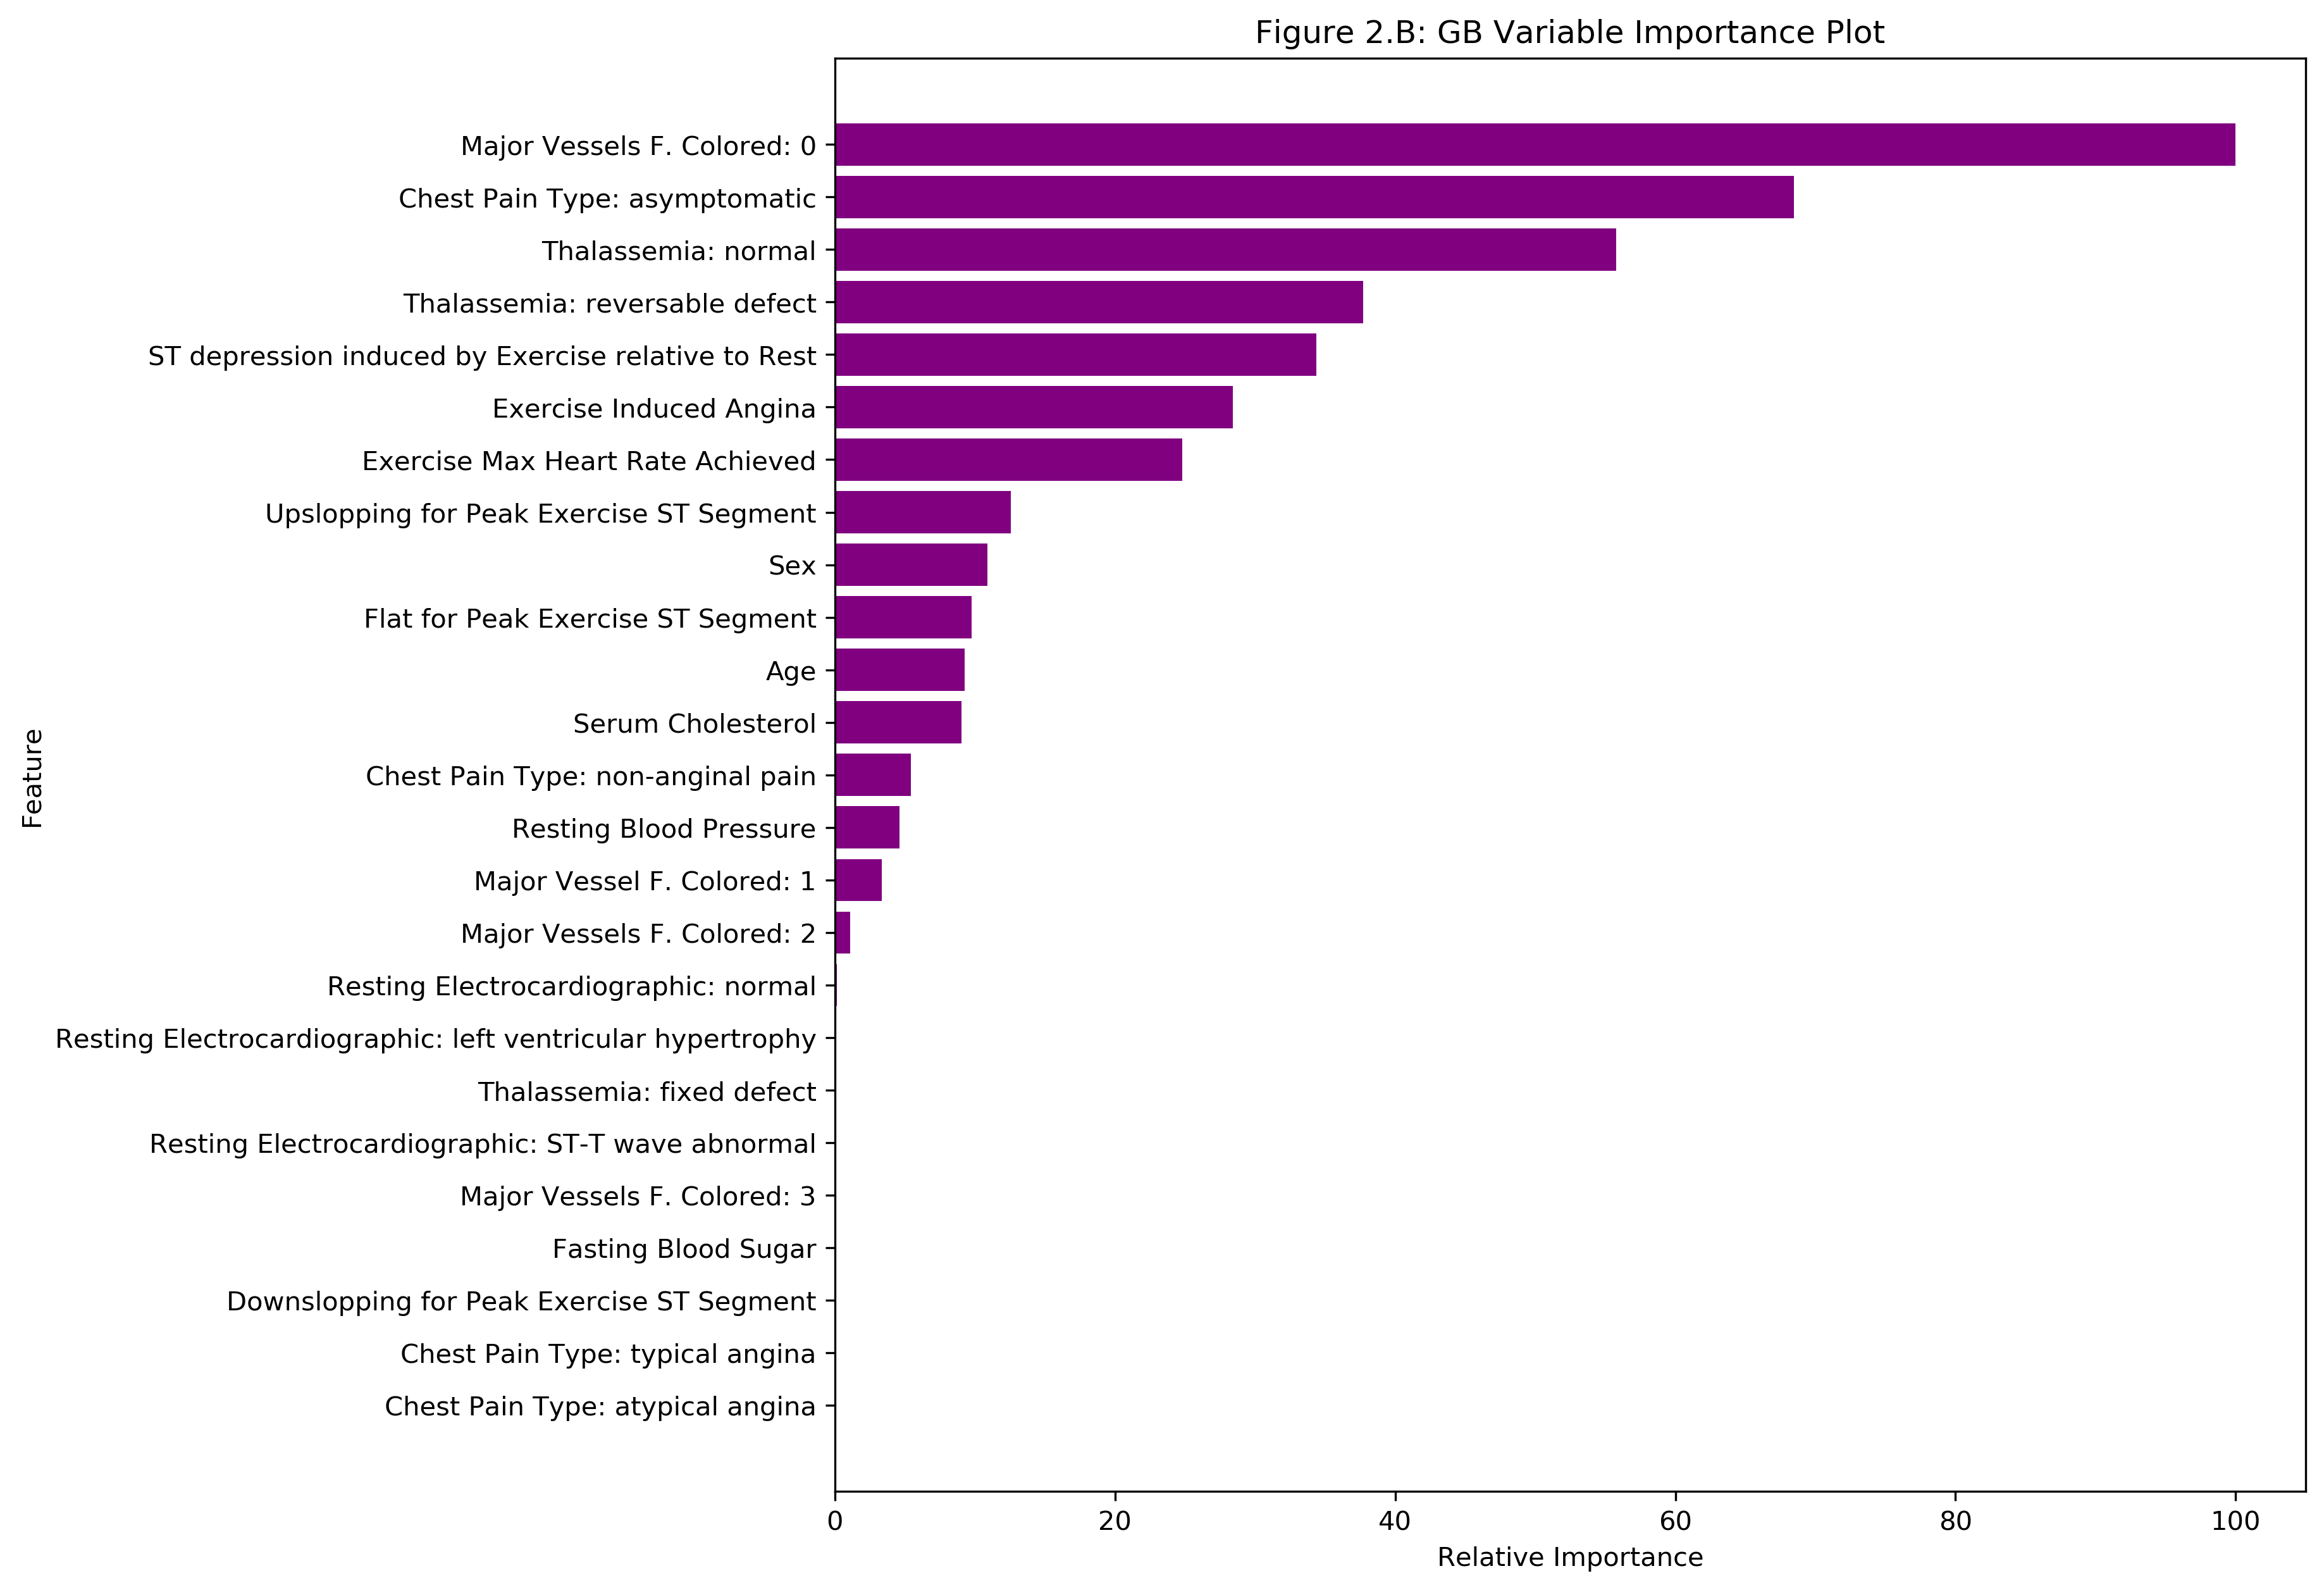 Figure 2.B: GB Variable Importance Plot
Major Vessels F. Colored: 0
Chest Pain Type: asymptomatic
Thalassemia: normal
Thalassemia: reversable defect
ST depression induced by Exercise relative to Rest
Exercise Induced Angina
Exercise Max Heart Rate Achieved
Upslopping for Peak Exercise ST Segment
Sex
Flat for Peak Exercise ST Segment
Age
Serum Cholesterol
Chest Pain Type: non-anginal pain
Resting Blood Pressure
Major Vessel F. Colored: 1
Major Vessels F. Colored: 2
Resting Electrocardiographic: normal
Resting Electrocardiographic: left ventricular hypertrophy
Thalassemia: fixed defect
Resting Electrocardiographic: ST-T wave abnormal
Major Vessels F. Colored: 3
Fasting Blood Sugar
Downslopping for Peak Exercise ST Segment
Chest Pain Type: typical angina
Chest Pain Type: atypical angina
Feature
0 20 40 60 80 100
Relative Importance